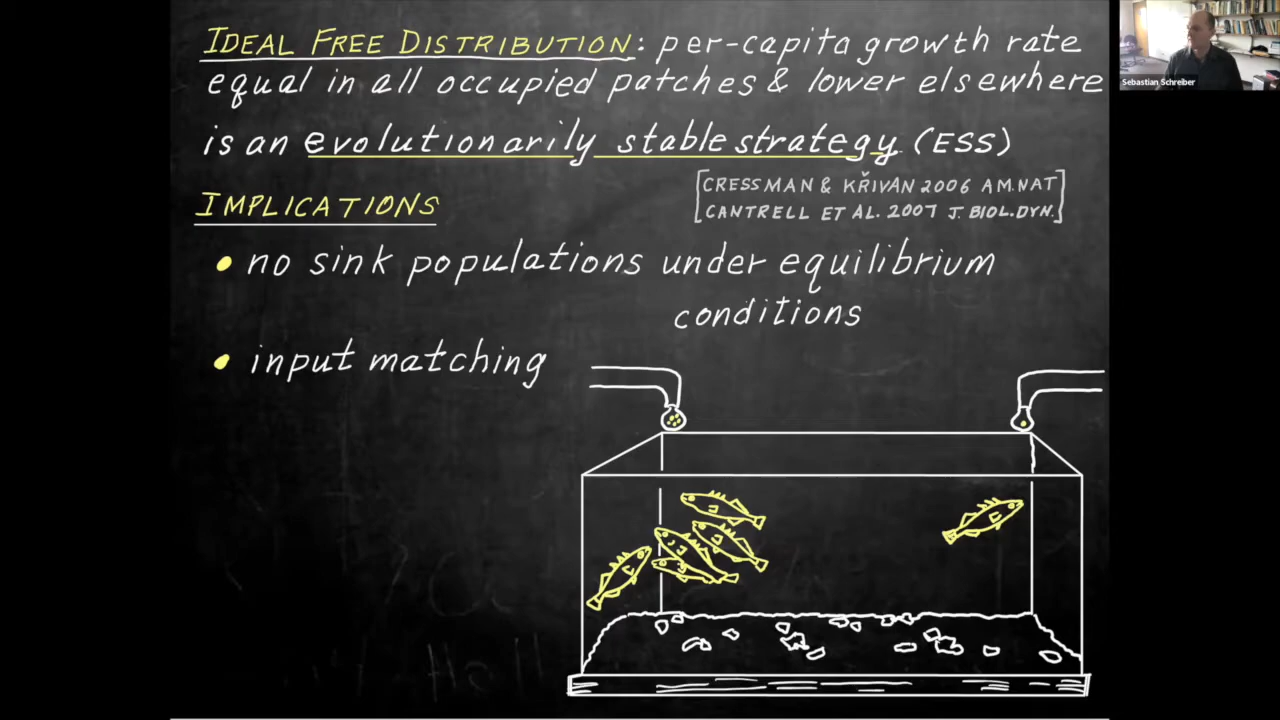 IDEAL FREE DISTRIBUTION: per-capita growth rate
equal in all occupied patches & lower elsewhere
is an evolutionarily stable strategy (ESS)
[CRESSMAN & KŘIVAN 2006 AM.NAT
CANTRELL ET AL. 2007 J. BIOL.DYN.]
IMPLICATIONS
• no sink populations under equilibrium
conditions
• input matching
Sebastian Schreiber